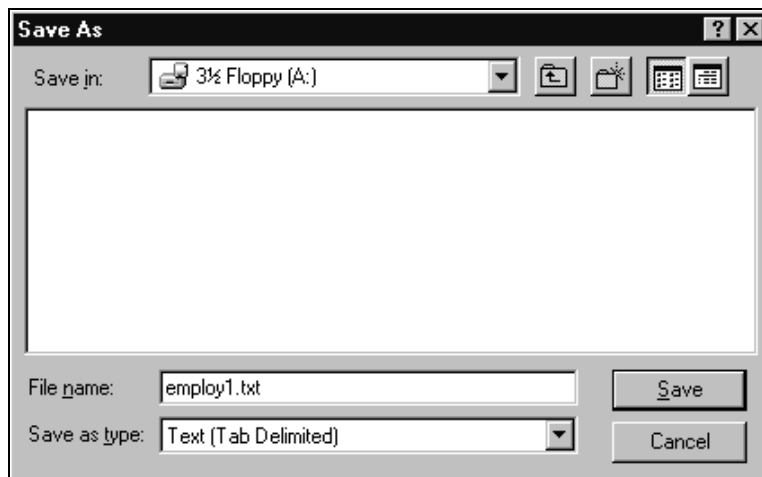 Save As
Save in: 3½ Floppy (A:)
File name: employ1.txt Save
Save as type: Text (Tab Delimited) Cancel